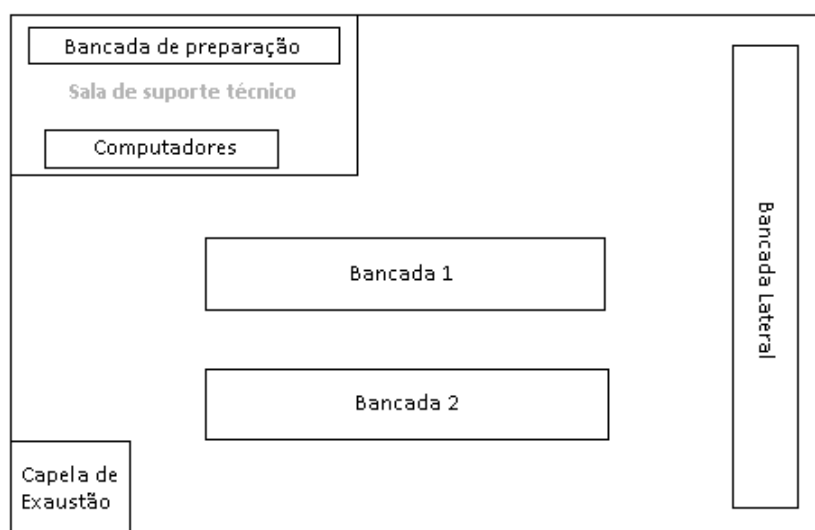 Bancada de preparação
Sala de suporte técnico
Computadores
Bancada 1
Bancada Lateral
Bancada 2
Capela de
Exaustão